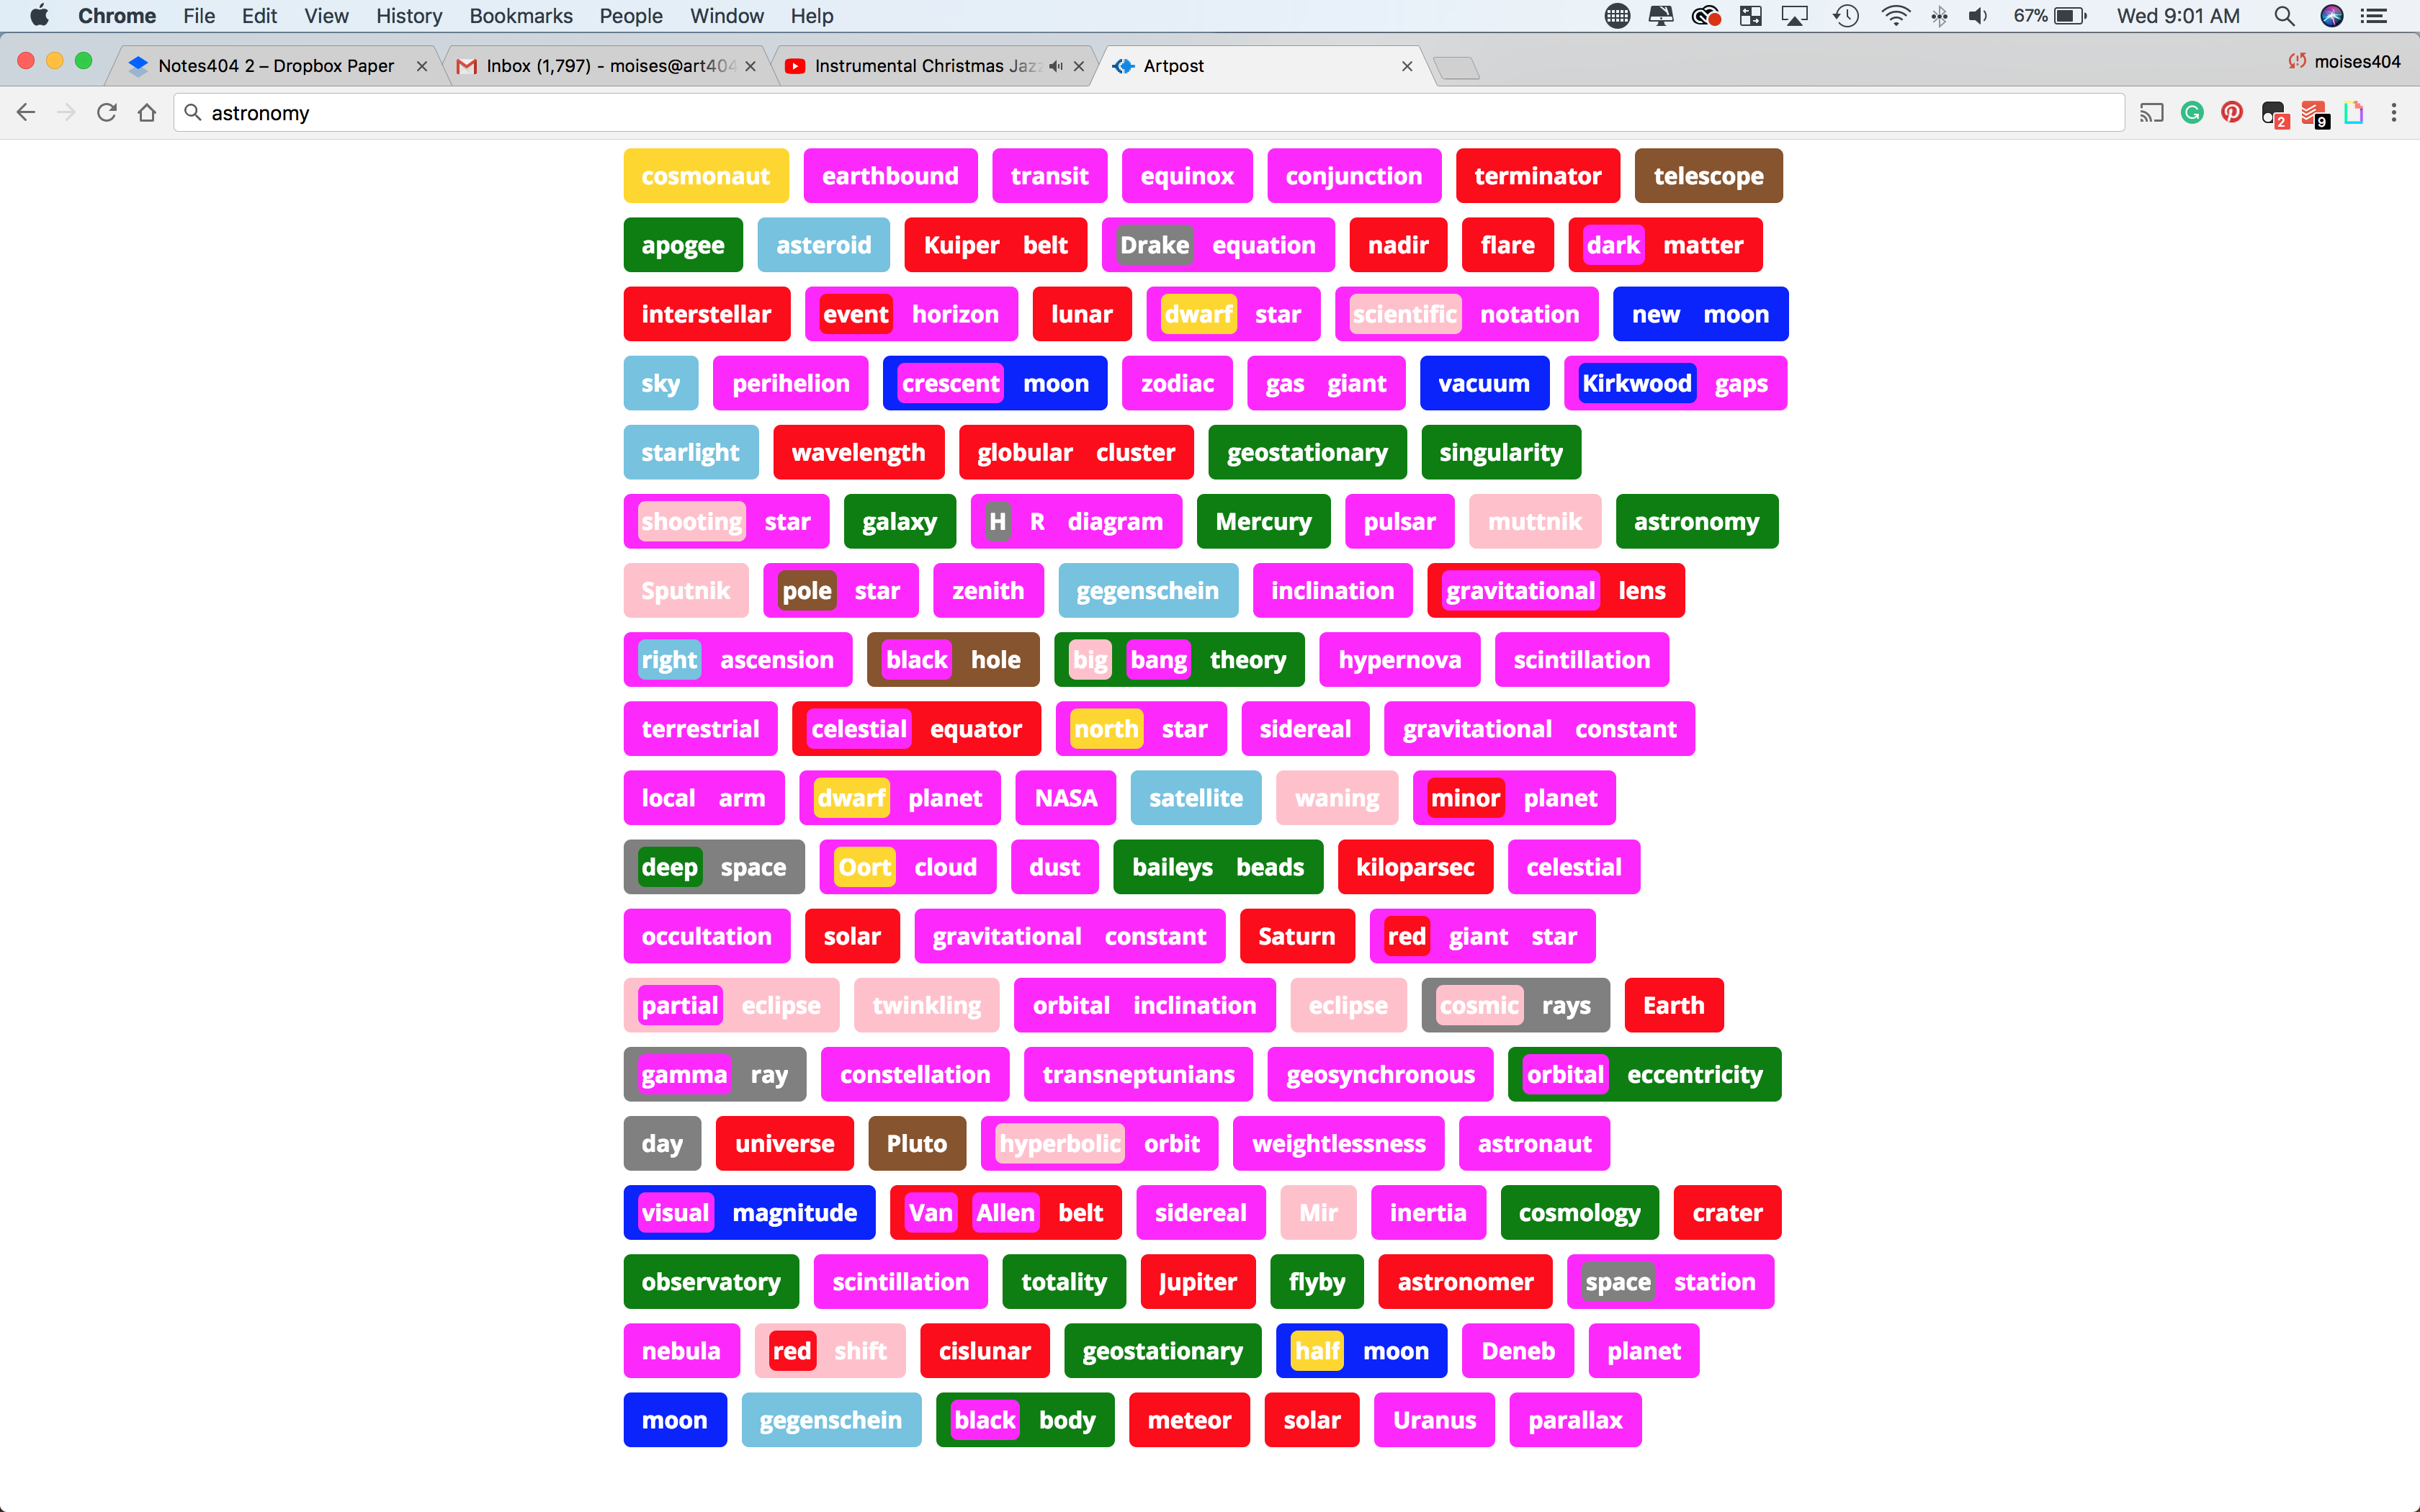 Chrome File Edit View History Bookmarks People Window Help 67% Wed 9:01 AM
Notes404 2 – Dropbox Paper Inbox (1,797) - moises@art404 Instrumental Christmas Jazz Artpost moises404
astronomy 2 9
cosmonaut earthbound transit equinox conjunction terminator telescope
apogee asteroid Kuiper belt Drake equation nadir flare dark matter
interstellar event horizon lunar dwarf star scientific notation new moon
sky perihelion crescent moon zodiac gas giant vacuum Kirkwood gaps
starlight wavelength globular cluster geostationary singularity
shooting star galaxy H R diagram Mercury pulsar muttnik astronomy
Sputnik pole star zenith gegenschein inclination gravitational lens
right ascension black hole big bang theory hypernova scintillation
terrestrial celestial equator north star sidereal gravitational constant
local arm dwarf planet NASA satellite waning minor planet
deep space Oort cloud dust baileys beads kiloparsec celestial
occultation solar gravitational constant Saturn red giant star
partial eclipse twinkling orbital inclination eclipse cosmic rays Earth
gamma ray constellation transneptunians geosynchronous orbital eccentricity
day universe Pluto hyperbolic orbit weightlessness astronaut
visual magnitude Van Allen belt sidereal Mir inertia cosmology crater
observatory scintillation totality Jupiter flyby astronomer space station
nebula red shift cislunar geostationary half moon Deneb planet
moon gegenschein black body meteor solar Uranus parallax